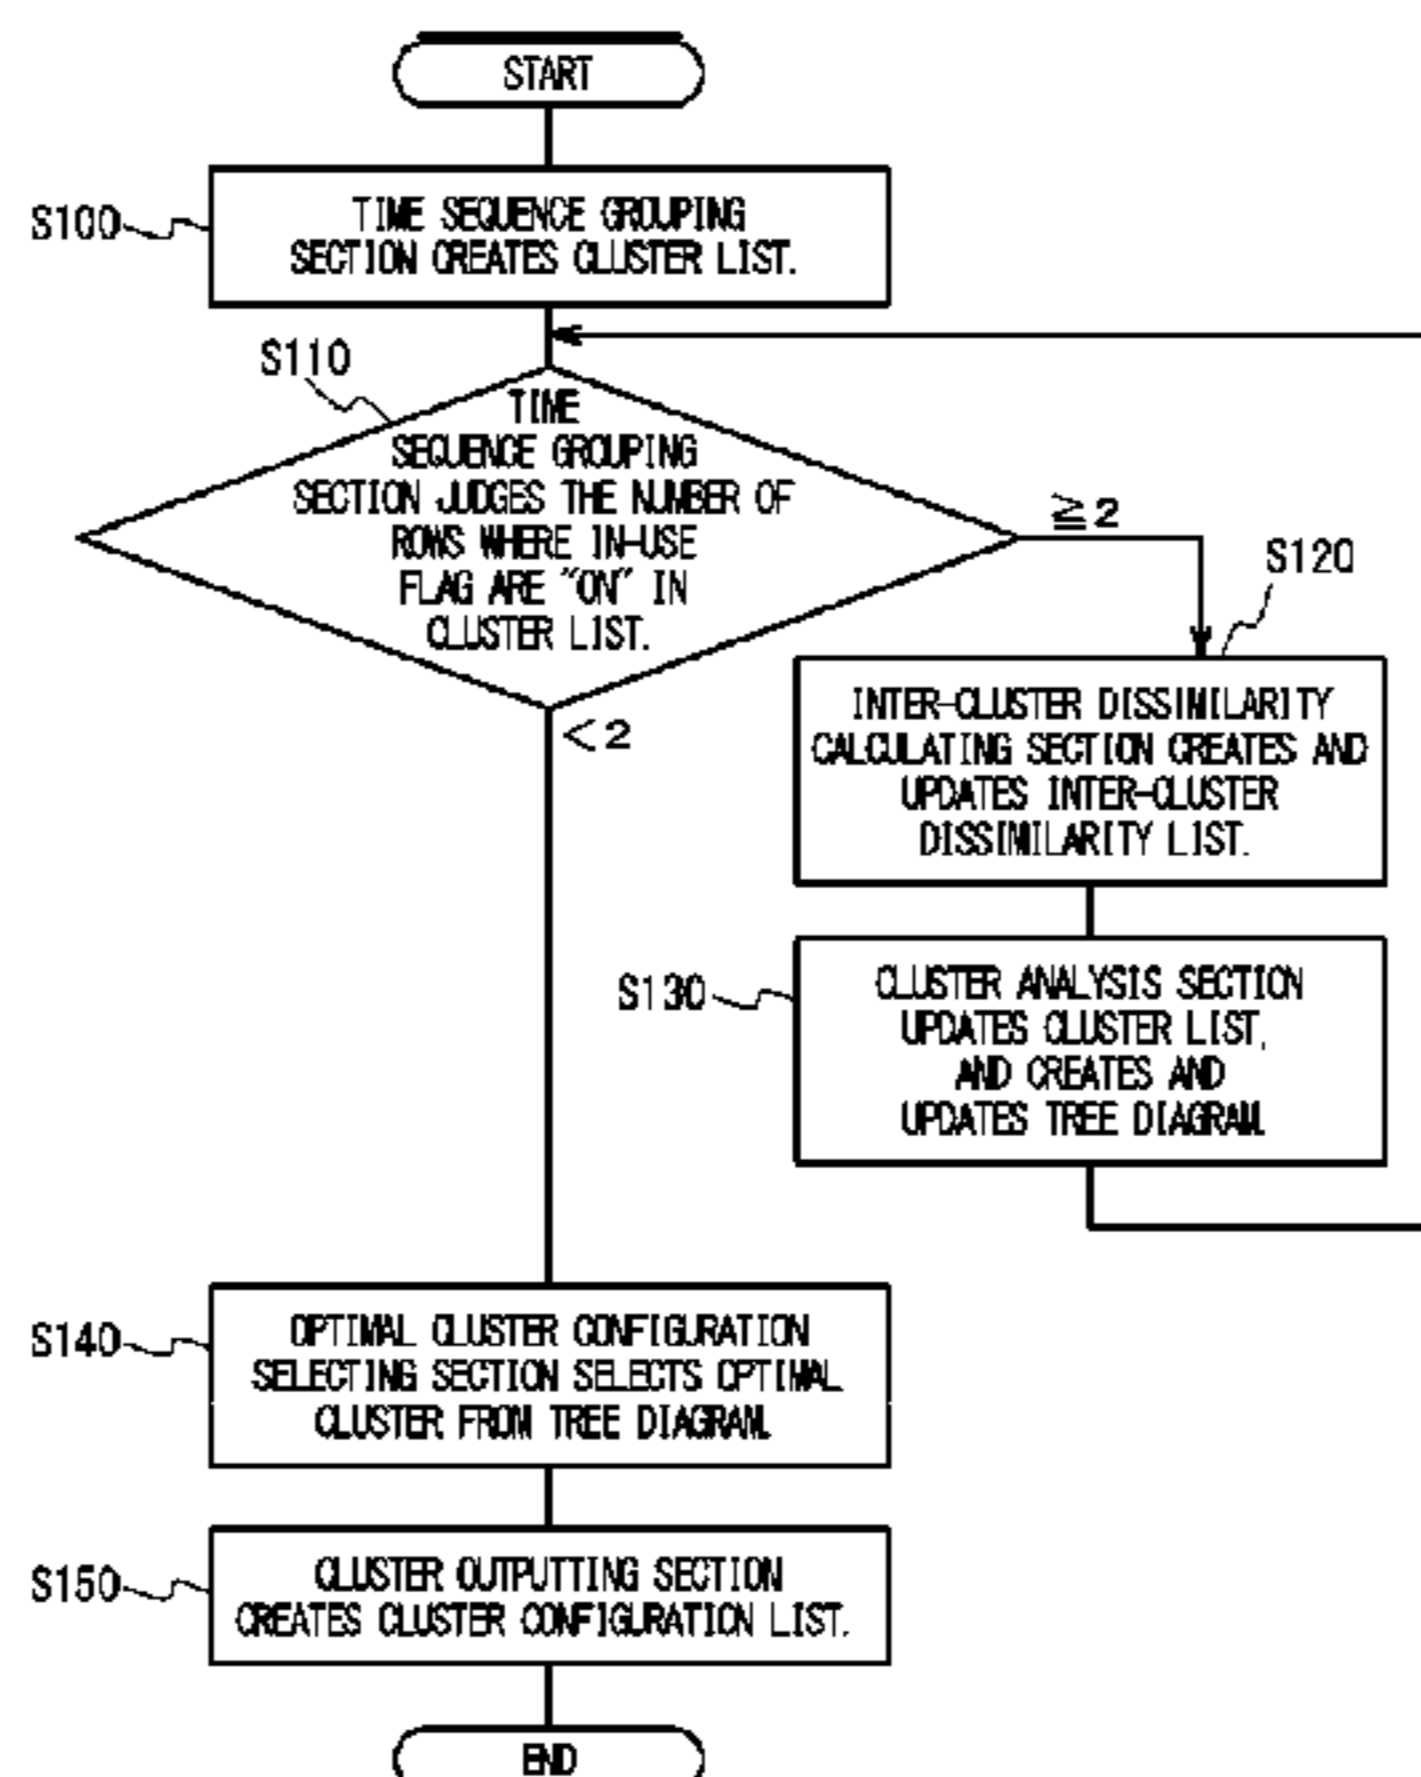 START
S100
TIME SEQUENCE GROUPING
SECTION CREATES CLUSTER LIST.
S110
TIME
SEQUENCE GROUPING
SECTION JUDGES THE NUMBER OF
ROWS WHERE IN-USE
FLAG ARE "ON" IN
CLUSTER LIST.
≧2
<2
S120
INTER-CLUSTER DISSIMILARITY
CALCULATING SECTION CREATES AND
UPDATES INTER-CLUSTER
DISSIMILARITY LIST.
S130
CLUSTER ANALYSIS SECTION
UPDATES CLUSTER LIST,
AND CREATES AND
UPDATES TREE DIAGRAM.
S140
OPTIMAL CLUSTER CONFIGURATION
SELECTING SECTION SELECTS OPTIMAL
CLUSTER FROM TREE DIAGRAM.
S150
CLUSTER OUTPUTTING SECTION
CREATES CLUSTER CONFIGURATION LIST.
END